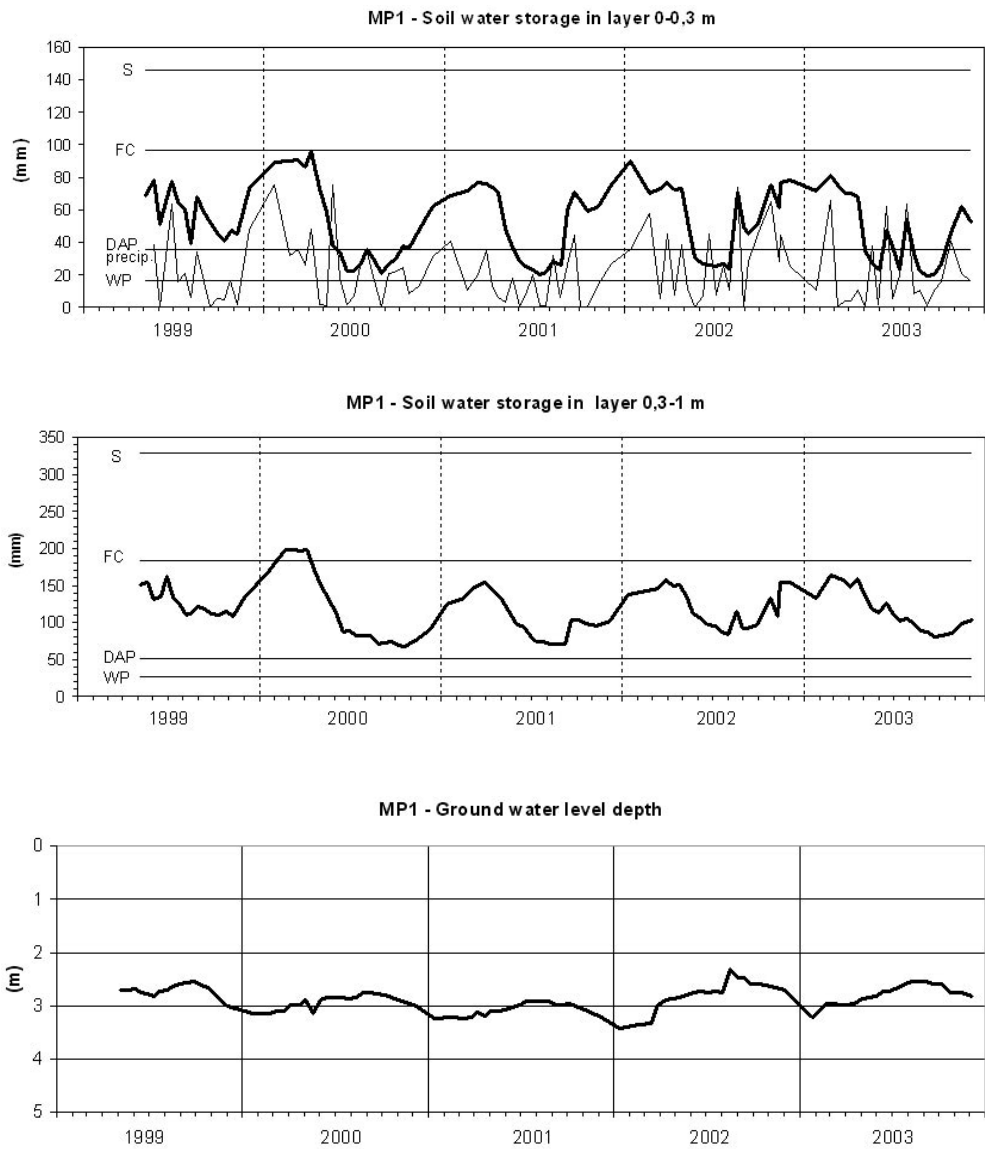 MP1 - Soil water storage in layer 0-0,3 m
160
140
120
100
80
60
40
20
0
(mm)
S
FC
DAP
precip.
WP
1999 2000 2001 2002 2003
MP1 - Soil water storage in layer 0,3-1 m
350
300
250
200
150
100
50
0
(mm)
S
FC
DAP
WP
1999 2000 2001 2002 2003
MP1 - Ground water level depth
0
1
2
3
4
5
(m)
1999 2000 2001 2002 2003